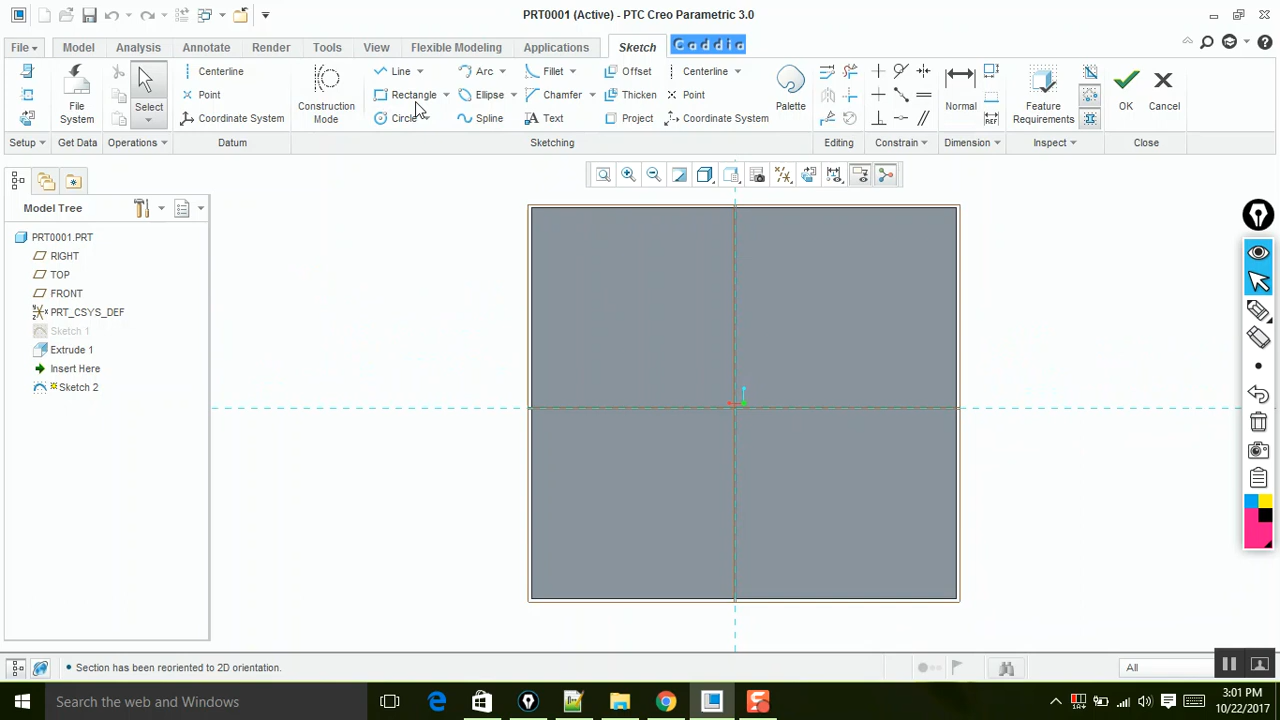 PRT0001 (Active) - PTC Creo Parametric 3.0
File Model Analysis Annotate Render Tools View Flexible Modeling Applications Sketch Caddia
File System
Select
Centerline
Point
Coordinate System
Construction Mode
Line Arc Fillet Offset Centerline
Rectangle Ellipse Chamfer Thicken Point
Circle Spline Text Project Coordinate System
Palette
Normal
Feature Requirements
OK Cancel
Setup Get Data Operations Datum Sketching Editing Constrain Dimension Inspect Close
Model Tree
PRT0001.PRT
RIGHT
TOP
FRONT
PRT_CSYS_DEF
Sketch 1
Extrude 1
Insert Here
Sketch 2
Section has been reoriented to 2D orientation.
All
Search the web and Windows
3:01 PM
10/22/2017